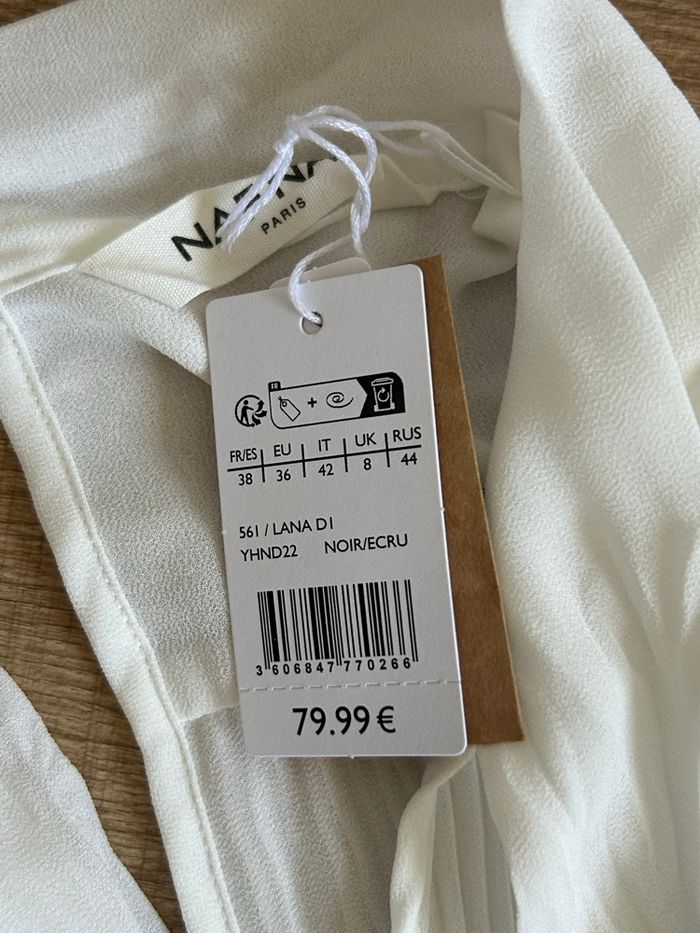 PARIS
FR
+
FR/ES EU IT UK RUS
38 36 42 8 44
561 / LANA D1
YHND22 NOIR/ECRU
3 606847 770266
79.99 €